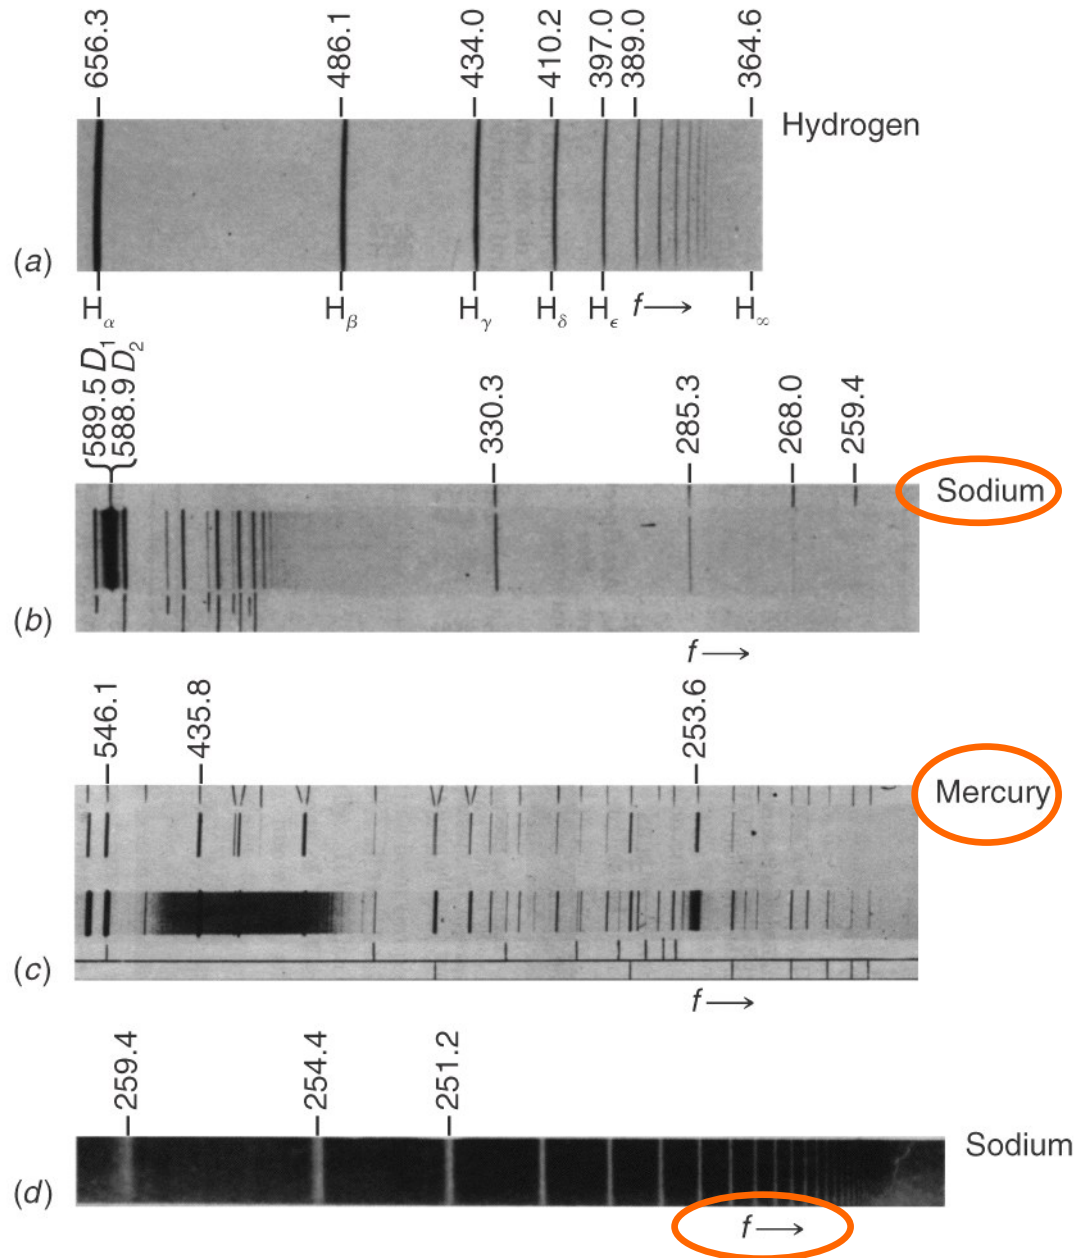 656.3 486.1 434.0 410.2 397.0 389.0 364.6
Hydrogen
(a)
Hα Hβ Hγ Hδ Hϵ f → H∞
589.5 D1
588.9 D2
330.3 285.3 268.0 259.4
Sodium
(b)
f →
546.1 435.8 253.6
Mercury
(c)
f →
259.4 254.4 251.2
Sodium
(d)
f →